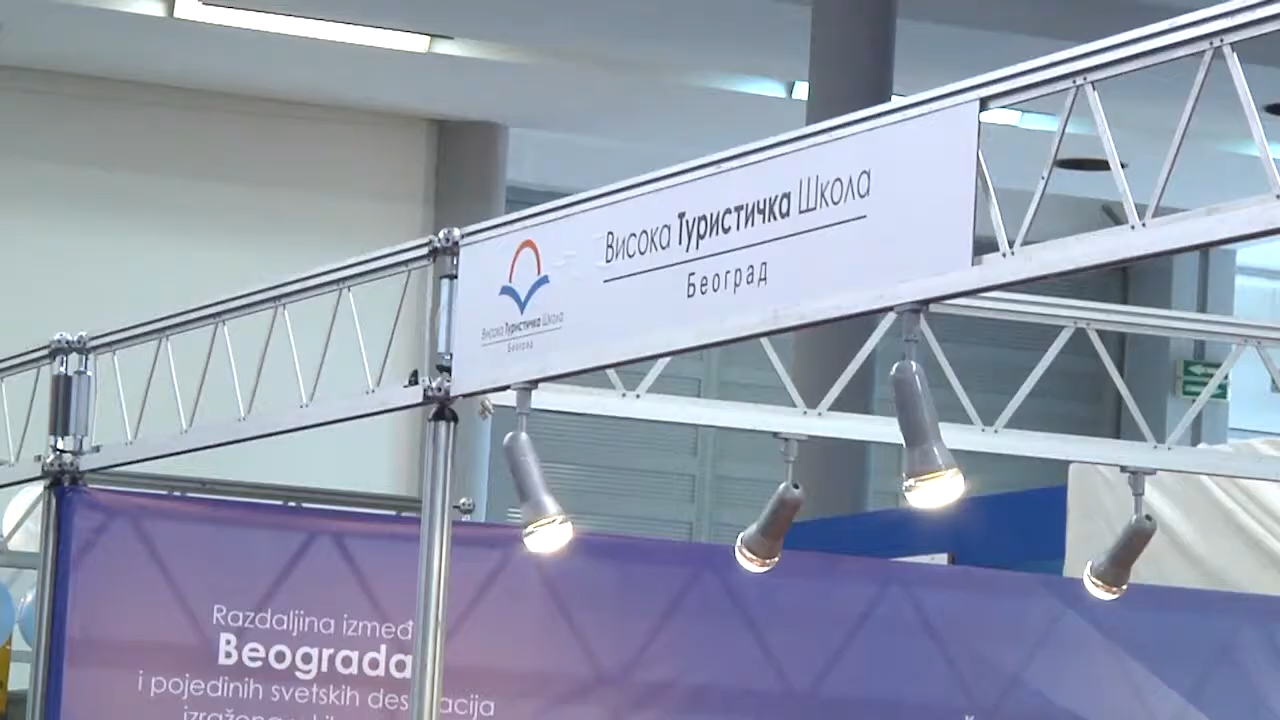 Висока Туристичка Школа
Београд
Висока Туристичка Школа
Београд
Razdaljina izmeđ
Beograda
i pojedinih svetskih des acija